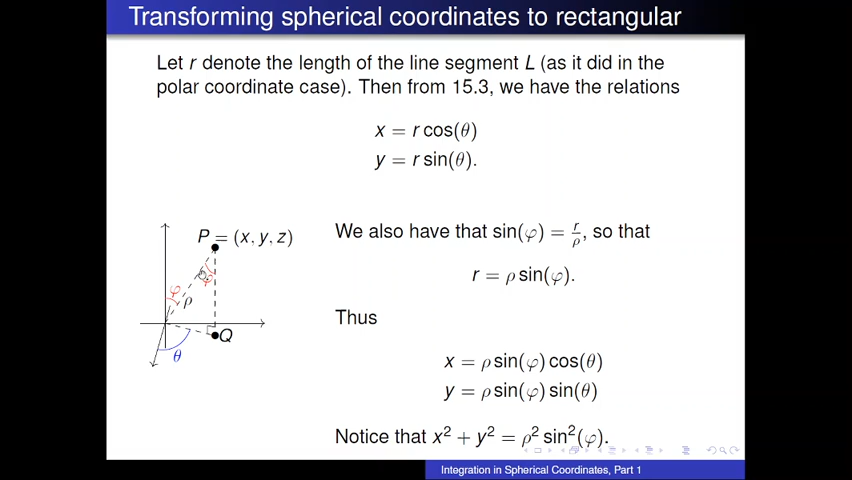 Transforming spherical coordinates to rectangular
Let r denote the length of the line segment L (as it did in the
polar coordinate case). Then from 15.3, we have the relations
x = r cos(θ)
y = r sin(θ).
P = (x, y, z)
φ
φ
ρ
Q
θ
We also have that sin(φ) = r/ρ, so that
r = ρ sin(φ).
Thus
x = ρ sin(φ) cos(θ)
y = ρ sin(φ) sin(θ)
Notice that x² + y² = ρ² sin²(φ).
Integration in Spherical Coordinates, Part 1